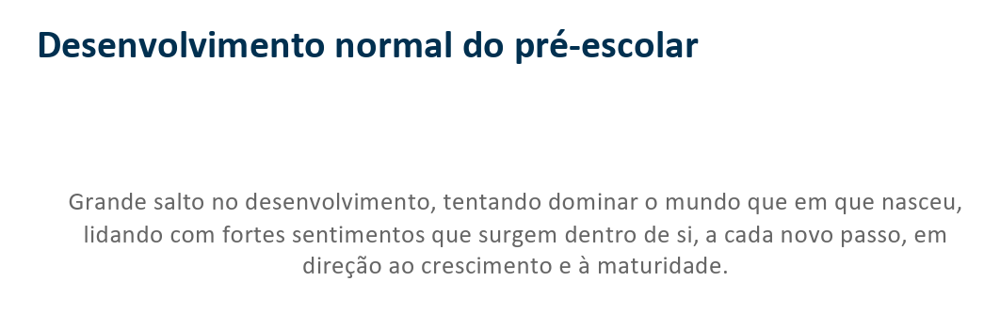 Desenvolvimento normal do pré-escolar
Grande salto no desenvolvimento, tentando dominar o mundo que em que nasceu,
lidando com fortes sentimentos que surgem dentro de si, a cada novo passo, em
direção ao crescimento e à maturidade.